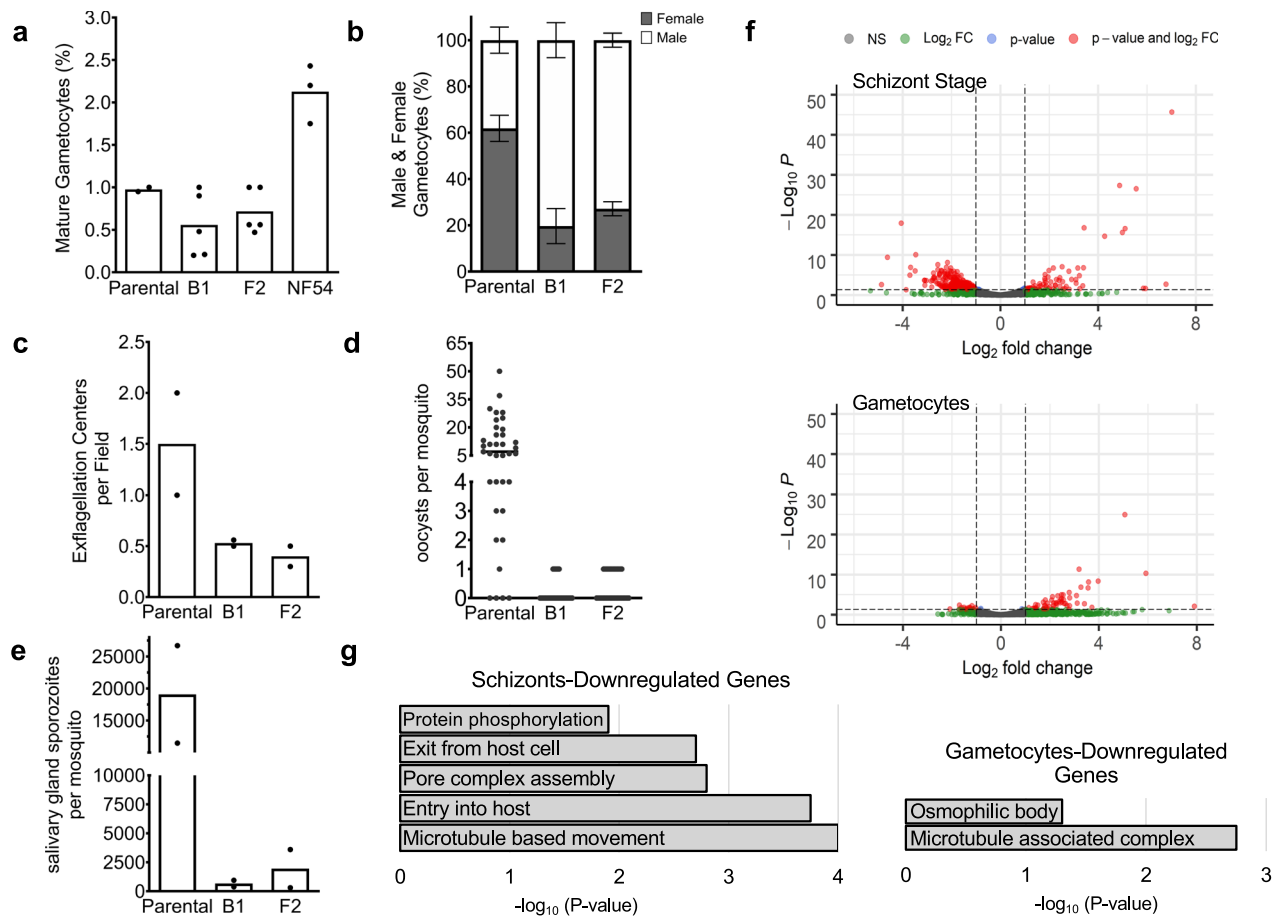 a
Mature Gametocytes (%)
3.0
2.5
2.0
1.5
1.0
0.5
0.0
Parental B1 F2 NF54
b
Female
Male
Male & Female
Gametocytes (%)
100
80
60
40
20
0
Parental B1 F2
c
Exflagellation Centers
per Field
2.5
2.0
1.5
1.0
0.5
0.0
Parental B1 F2
d
oocysts per mosquito
65
50
35
20
5
4
3
2
1
0
Parental B1 F2
e
salivary gland sporozoites
per mosquito
25000
20000
15000
10000
7500
5000
2500
0
Parental B1 F2
f
NS Log2 FC p-value p – value and log2 FC
Schizont Stage
– Log10 P
50
40
30
20
10
0
-4 0 4 8
Log2 fold change
Gametocytes
– Log10 P
50
40
30
20
10
0
-4 0 4 8
Log2 fold change
g
Schizonts-Downregulated Genes
Protein phosphorylation
Exit from host cell
Pore complex assembly
Entry into host
Microtubule based movement
0 1 2 3 4
-log10 (P-value)
Gametocytes-Downregulated
Genes
Osmophilic body
Microtubule associated complex
0 1 2 3
-log10 (P-value)